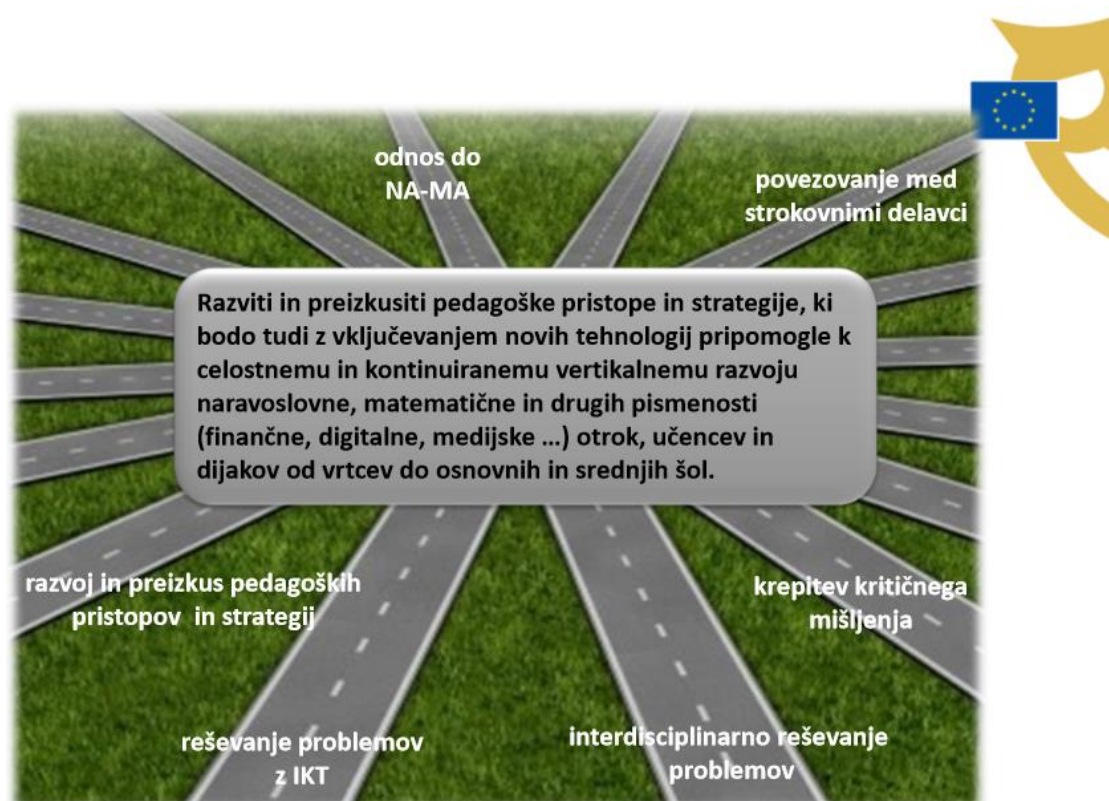 odnos do
NA-MA
povezovanje med
strokovnimi delavci
Razviti in preizkusiti pedagoške pristope in strategije, ki
bodo tudi z vključevanjem novih tehnologij pripomogle k
celostnemu in kontinuiranemu vertikalnemu razvoju
naravoslovne, matematične in drugih pismenosti
(finančne, digitalne, medijske ...) otrok, učencev in
dijakov od vrtcev do osnovnih in srednjih šol.
razvoj in preizkus pedagoških
pristopov in strategij
krepitev kritičnega
mišljenja
reševanje problemov
z IKT
interdisciplinarno reševanje
problemov